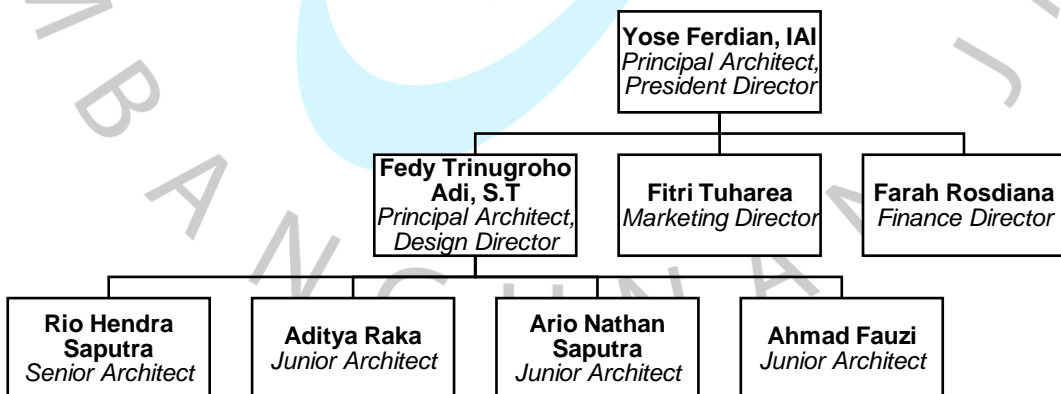 Yose Ferdian, IAI
Principal Architect,
President Director
Fedy Trinugroho
Adi, S.T
Principal Architect,
Design Director
Fitri Tuharea
Marketing Director
Farah Rosdiana
Finance Director
Rio Hendra
Saputra
Senior Architect
Aditya Raka
Junior Architect
Ario Nathan
Saputra
Junior Architect
Ahmad Fauzi
Junior Architect